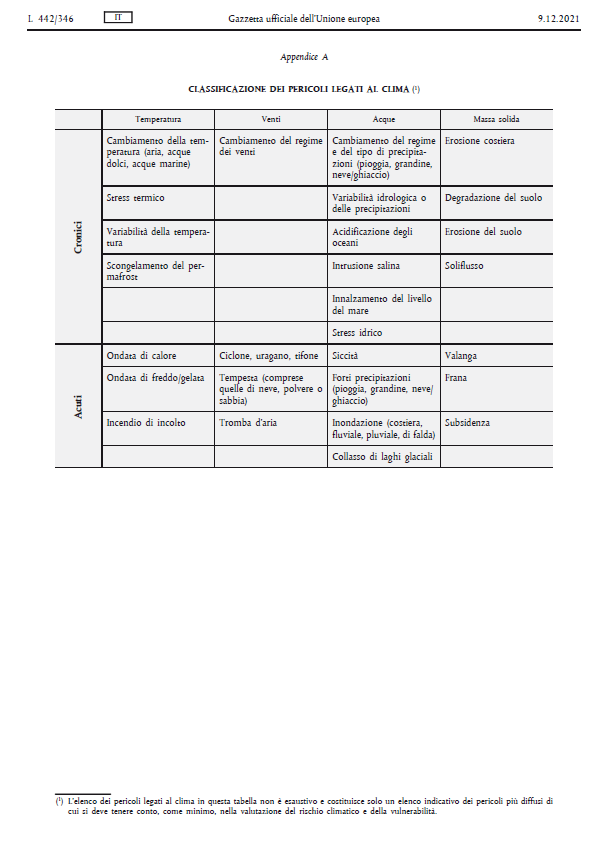 L 442/346 IT Gazzetta ufficiale dell'Unione europea 9.12.2021
Appendice A
CLASSIFICAZIONE DEI PERICOLI LEGATI AL CLIMA (¹)
Temperatura Venti Acque Massa solida
Cronici
Cambiamento della tem-
peratura (aria, acque
dolci, acque marine)
Cambiamento del regime
dei venti
Cambiamento del regime
e del tipo di precipita-
zioni (pioggia, grandine,
neve/ghiaccio)
Erosione costiera
Stress termico
Variabilità idrologica o
delle precipitazioni
Degradazione del suolo
Variabilità della tempera-
tura
Acidificazione degli
oceani
Erosione del suolo
Scongelamento del per-
mafrost
Intrusione salina
Soliflusso
Innalzamento del livello
del mare
Stress idrico
Acuti
Ondata di calore
Ciclone, uragano, tifone
Siccità
Valanga
Ondata di freddo/gelata
Tempesta (comprese
quelle di neve, polvere o
sabbia)
Forti precipitazioni
(pioggia, grandine, neve/
ghiaccio)
Frana
Incendio di incolto
Tromba d'aria
Inondazione (costiera,
fluviale, pluviale, di falda)
Subsidenza
Collasso di laghi glaciali
(¹) L'elenco dei pericoli legati al clima in questa tabella non è esaustivo e costituisce solo un elenco indicativo dei pericoli più diffusi di
cui si deve tenere conto, come minimo, nella valutazione del rischio climatico e della vulnerabilità.